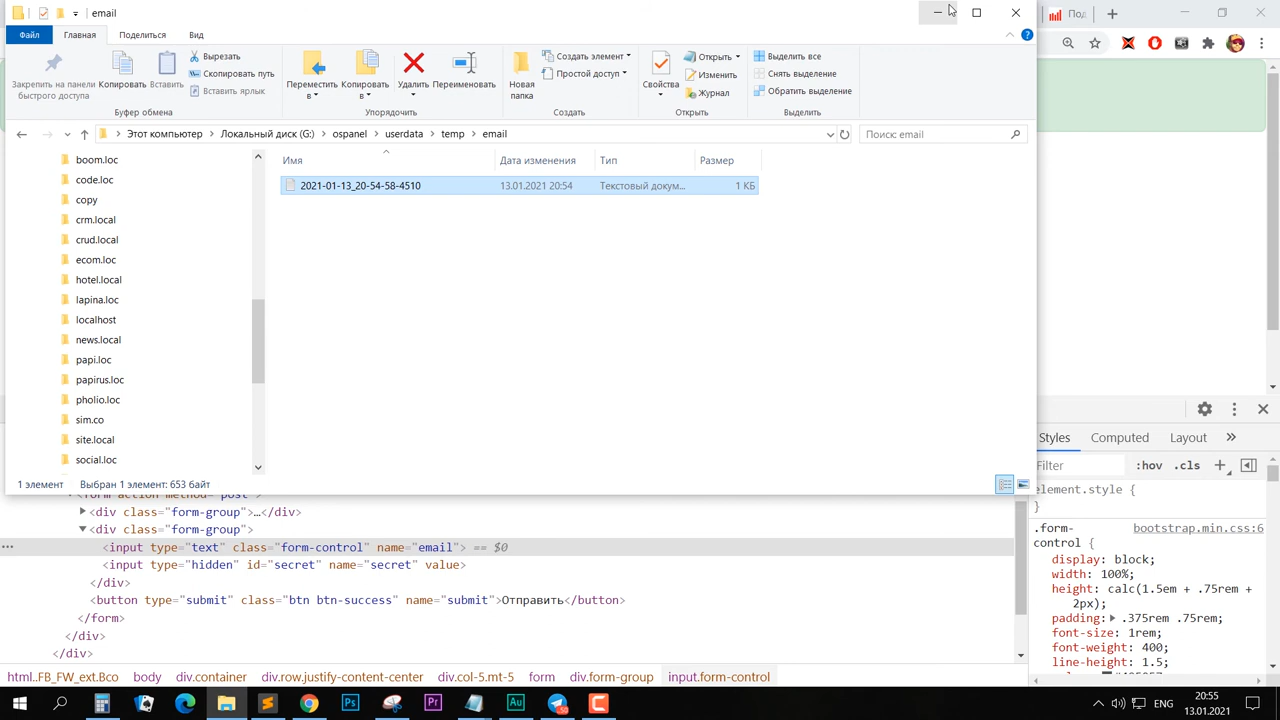 email
Под
Файл
Главная
Поделиться
Вид
Закрепить на панели
быстрого доступа
Копировать
Вставить
Вырезать
Скопировать путь
Вставить ярлык
Буфер обмена
Переместить
в
Копировать
в
Удалить
Переименовать
Упорядочить
Новая
папка
Создать элемент
Простой доступ
Создать
Свойства
Открыть
Изменить
Журнал
Открыть
Выделить все
Снять выделение
Обратить выделение
Выделить
Этот компьютер
Локальный диск (G:)
ospanel
userdata
temp
email
Поиск: email
boom.loc
code.loc
copy
crm.local
crud.local
ecom.loc
hotel.local
lapina.loc
localhost
news.local
papi.loc
papirus.loc
pholio.loc
sim.co
site.local
social.loc
Имя
Дата изменения
Тип
Размер
2021-01-13_20-54-58-4510
13.01.2021 20:54
Текстовый докум...
1 КБ
1 элемент
Выбран 1 элемент: 653 байт
<form action method="post">
<div class="form-group">…</div>
<div class="form-group">
<input type="text" class="form-control" name="email"> == $0
<input type="hidden" id="secret" name="secret" value>
</div>
<button type="submit" class="btn btn-success" name="submit">Отправить</button>
</form>
</div>
</div>
html..FB_FW_ext.Bco
body
div.container
div.row.justify-content-center
div.col-5.mt-5
form
div.form-group
input.form-control
Styles
Computed
Layout
Filter
:hov
.cls
element.style {
}
.form-
control {
bootstrap.min.css:6
display: block;
width: 100%;
height: calc(1.5em + .75rem +
2px);
padding: .375rem .75rem;
font-size: 1rem;
font-weight: 400;
line-height: 1.5;
Ps
Pr
Au
ENG
20:55
13.01.2021